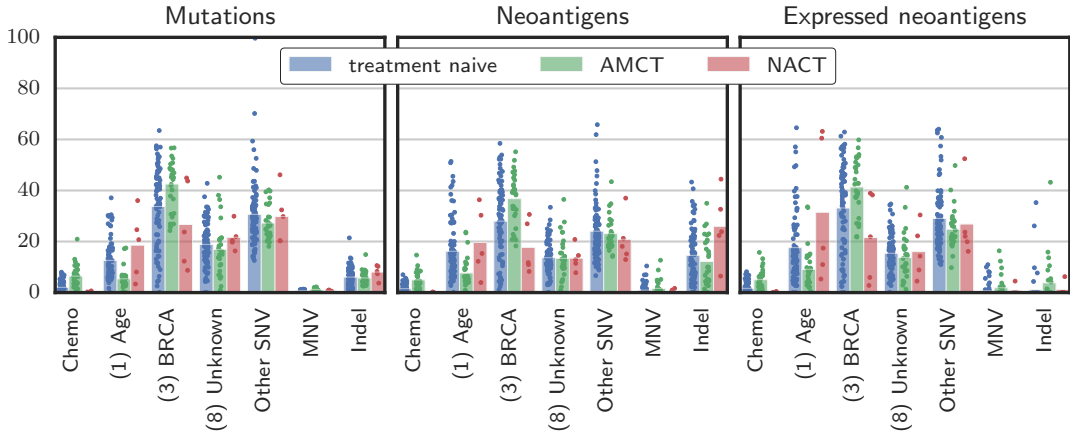 Mutations
Neoantigens
Expressed neoantigens
treatment naive AMCT NACT
100
80
60
40
20
0
Chemo
(1) Age
(3) BRCA
(8) Unknown
Other SNV
MNV
Indel
Chemo
(1) Age
(3) BRCA
(8) Unknown
Other SNV
MNV
Indel
Chemo
(1) Age
(3) BRCA
(8) Unknown
Other SNV
MNV
Indel